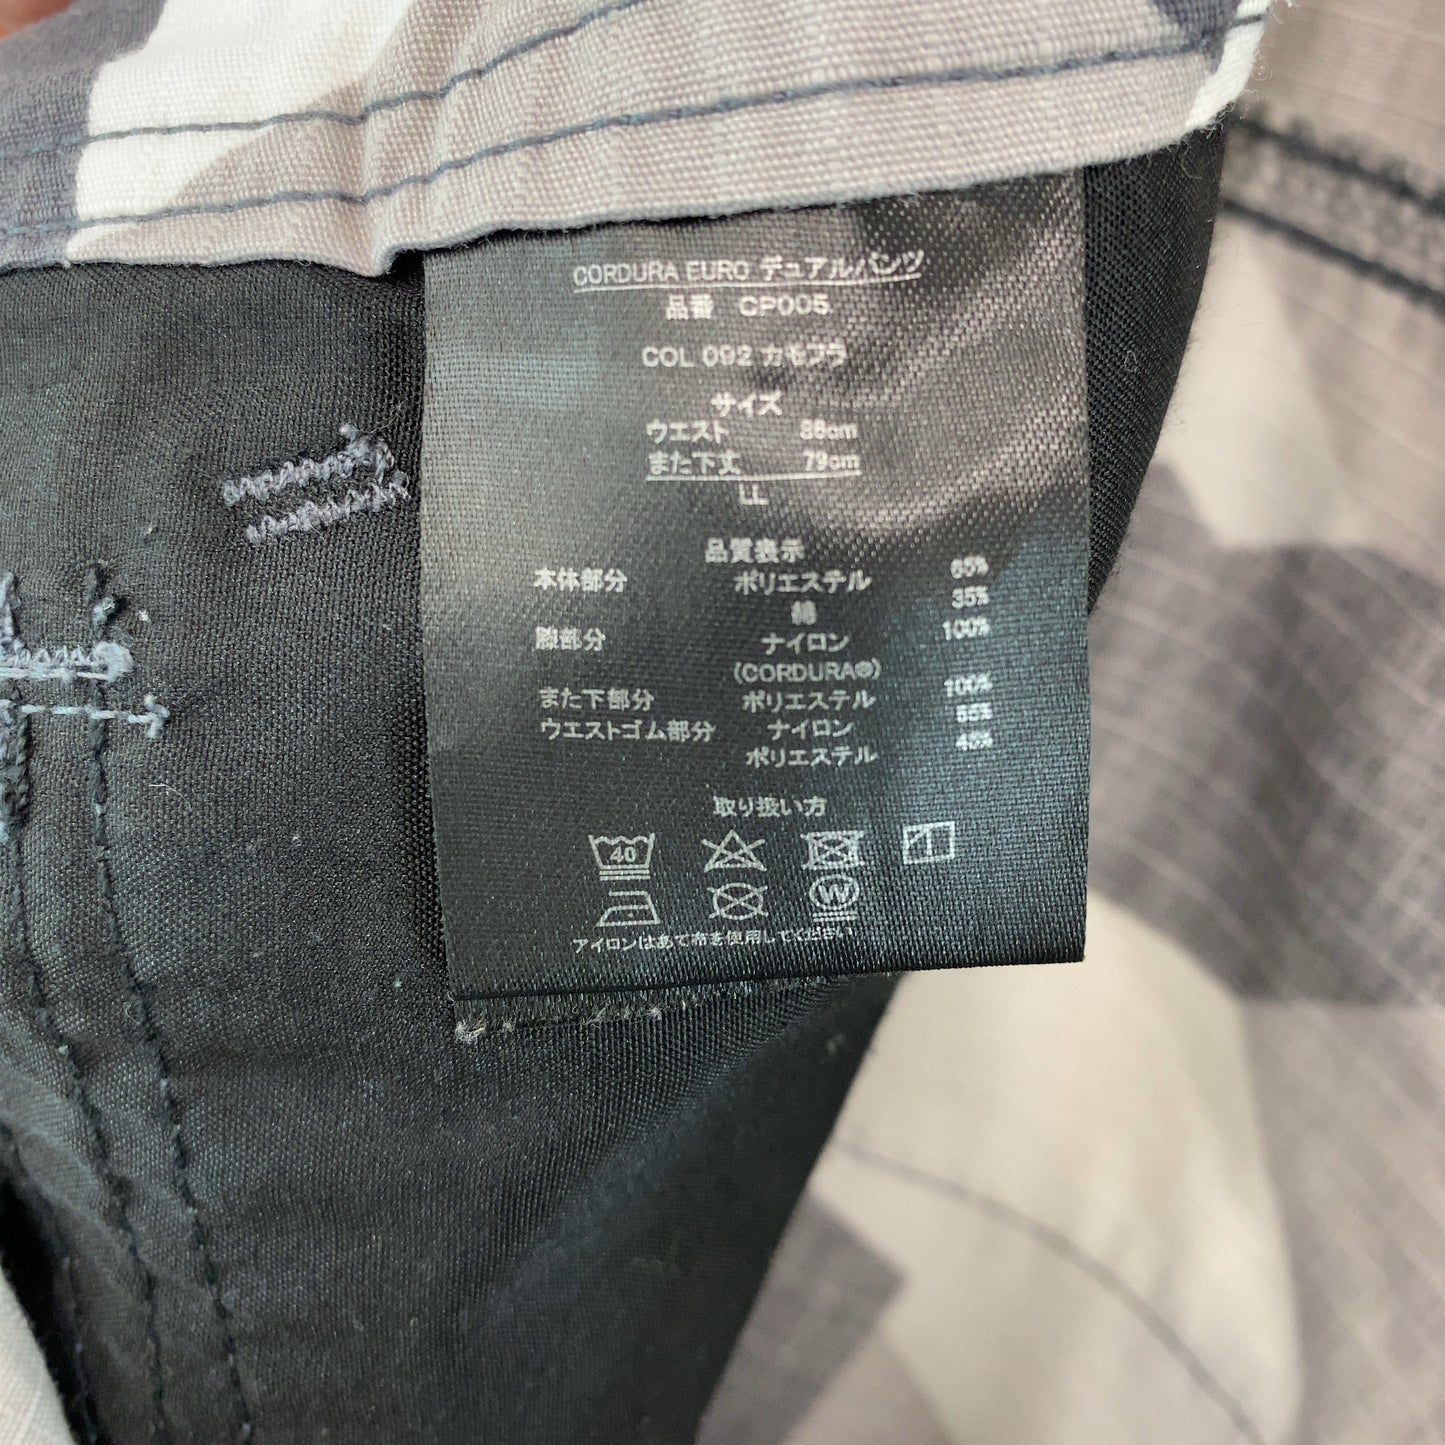 CORDURA EURO デュアルパンツ
品番 CP005
COL 092 カモフラ
サイズ
ウエスト 88cm
また下丈 79cm
LL
品質表示
本体部分 ポリエステル 65%
綿 35%
膝部分 ナイロン 100%
(CORDURA®)
また下部分 ポリエステル 100%
ウエストゴム部分 ナイロン 55%
ポリエステル 45%
取り扱い方
40
W
アイロンはあて布を使用してください